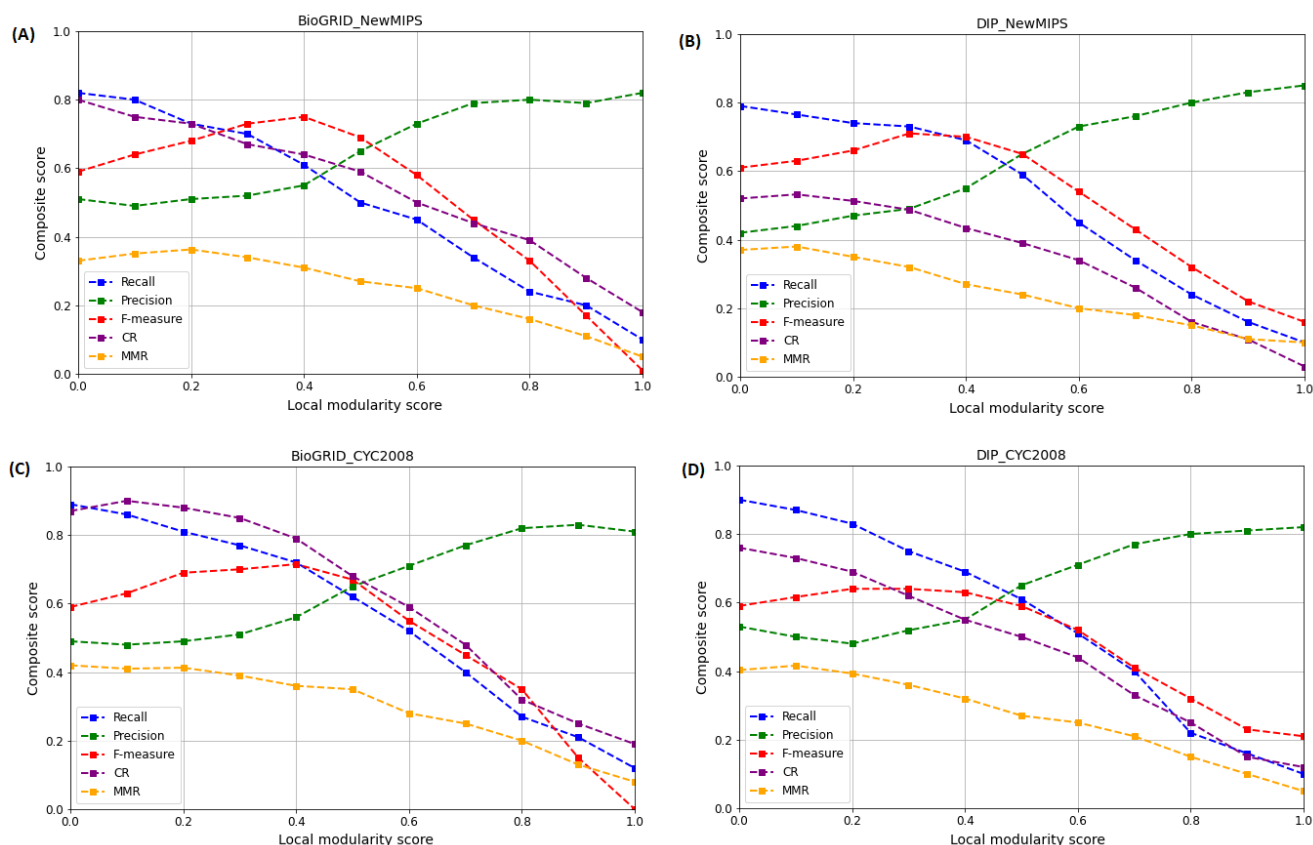 (A)
BioGRID_NewMIPS
Composite score
1.0
0.8
0.6
0.4
0.2
0.0
Recall
Precision
F-measure
CR
MMR
0.0 0.2 0.4 0.6 0.8 1.0
Local modularity score
(B)
DIP_NewMIPS
Composite score
1.0
0.8
0.6
0.4
0.2
0.0
Recall
Precision
F-measure
CR
MMR
0.0 0.2 0.4 0.6 0.8 1.0
Local modularity score
(C)
BioGRID_CYC2008
Composite score
1.0
0.8
0.6
0.4
0.2
0.0
Recall
Precision
F-measure
CR
MMR
0.0 0.2 0.4 0.6 0.8 1.0
Local modularity score
(D)
DIP_CYC2008
Composite score
1.0
0.8
0.6
0.4
0.2
0.0
Recall
Precision
F-measure
CR
MMR
0.0 0.2 0.4 0.6 0.8 1.0
Local modularity score